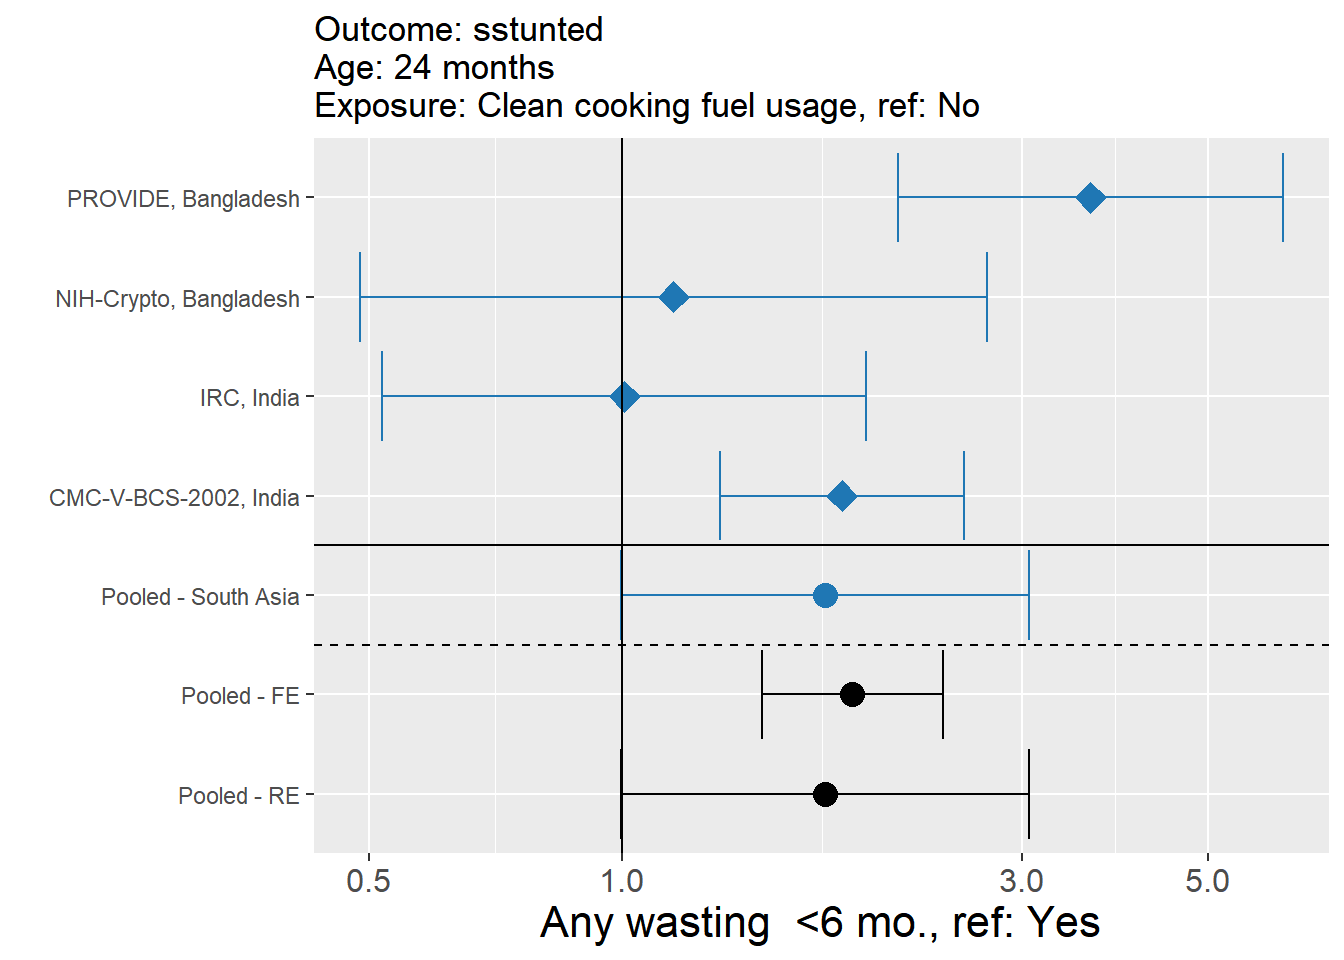 Outcome: sstunted
Age: 24 months
Exposure: Clean cooking fuel usage, ref: No
PROVIDE, Bangladesh
NIH-Crypto, Bangladesh
IRC, India
CMC-V-BCS-2002, India
Pooled - South Asia
Pooled - FE
Pooled - RE
0.5 1.0 3.0 5.0
Any wasting  <6 mo., ref: Yes